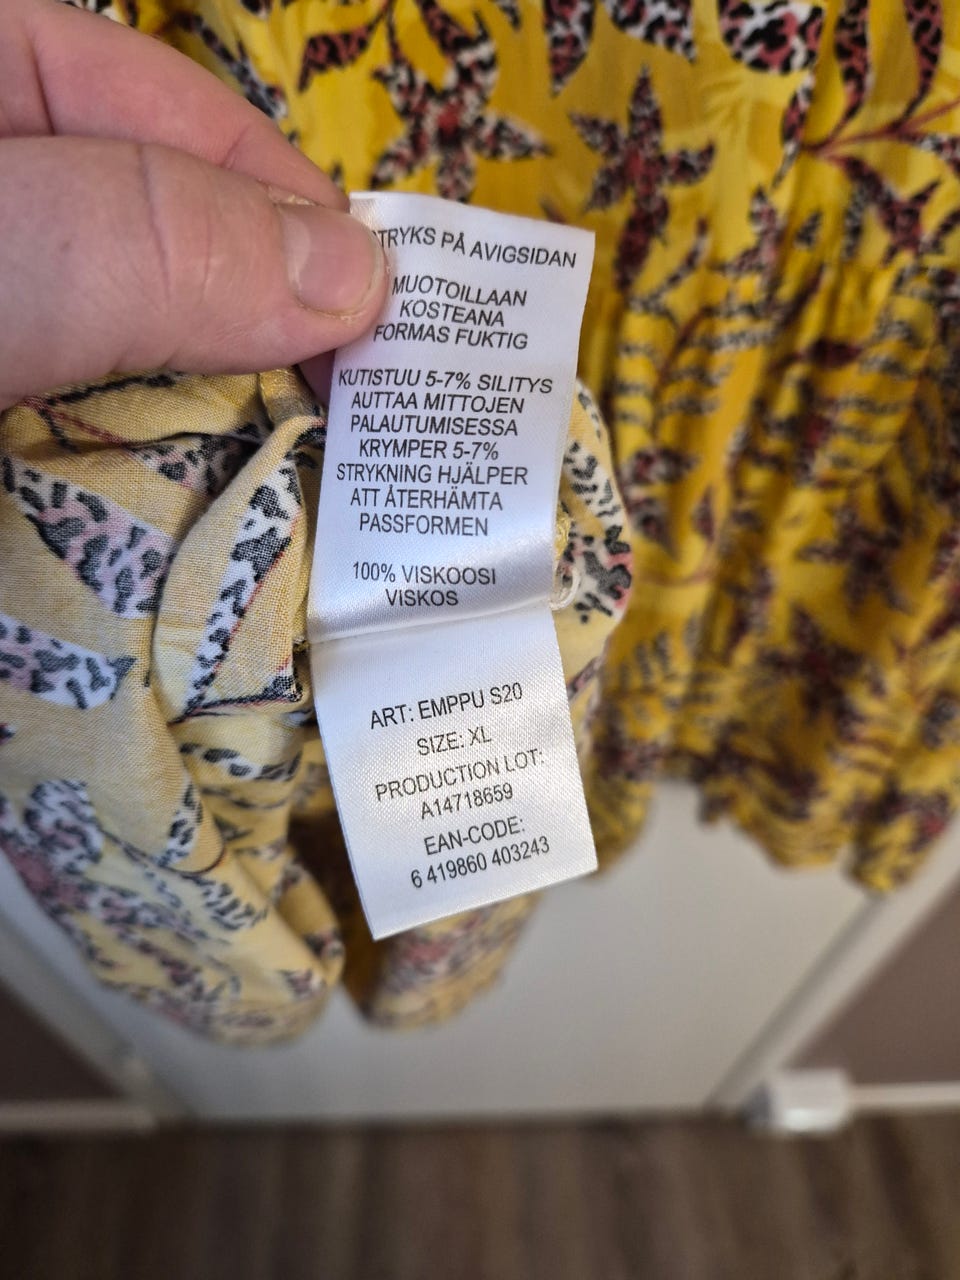 STRYKS PÅ AVIGSIDAN
MUOTOILLAAN
KOSTEANA
FORMAS FUKTIG
KUTISTUU 5-7% SILITYS
AUTTAA MITTOJEN
PALAUTUMISESSA
KRYMPER 5-7%
STRYKNING HJÄLPER
ATT ÅTERHÄMTA
PASSFORMEN
100% VISKOOSI
VISKOS
ART: EMPPU S20
SIZE: XL
PRODUCTION LOT:
A14718659
EAN-CODE:
6 419860 403243